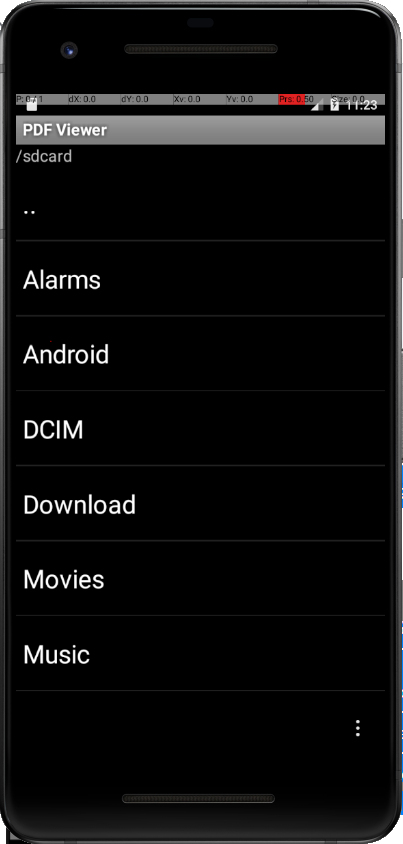 P: 0 / 1 dX: 0.0 dY: 0.0 Xv: 0.0 Yv: 0.0 Prs: 0.50 Size: 0.0
11:23
PDF Viewer
/sdcard
..
Alarms
Android
DCIM
Download
Movies
Music